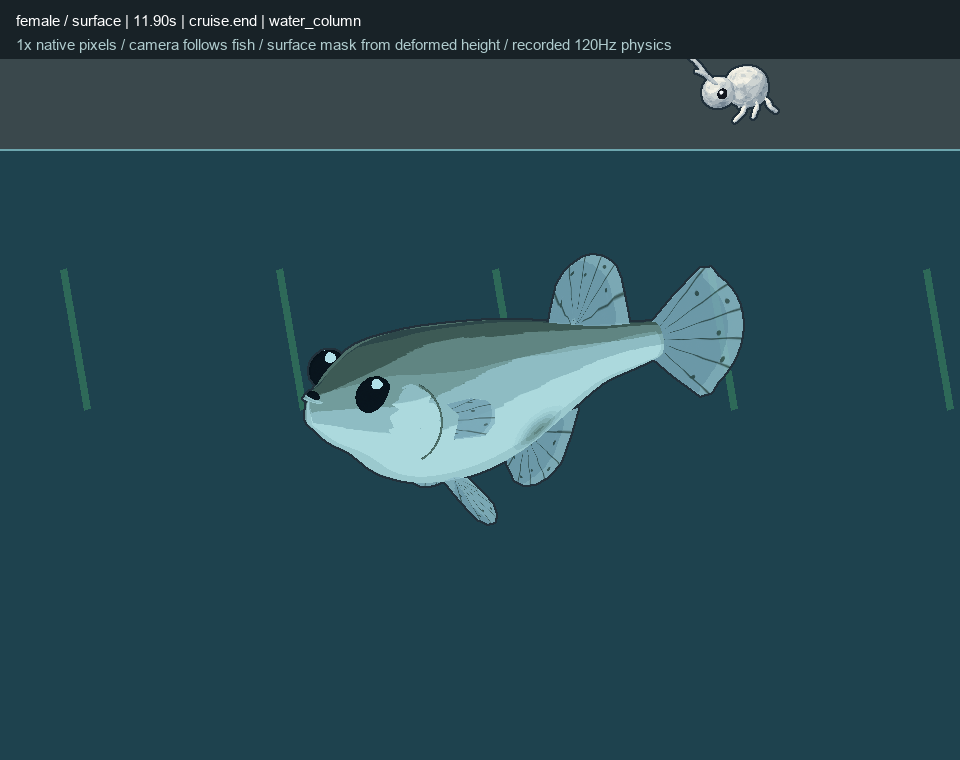 female / surface | 11.90s | cruise.end | water_column
1x native pixels / camera follows fish / surface mask from deformed height / recorded 120Hz physics